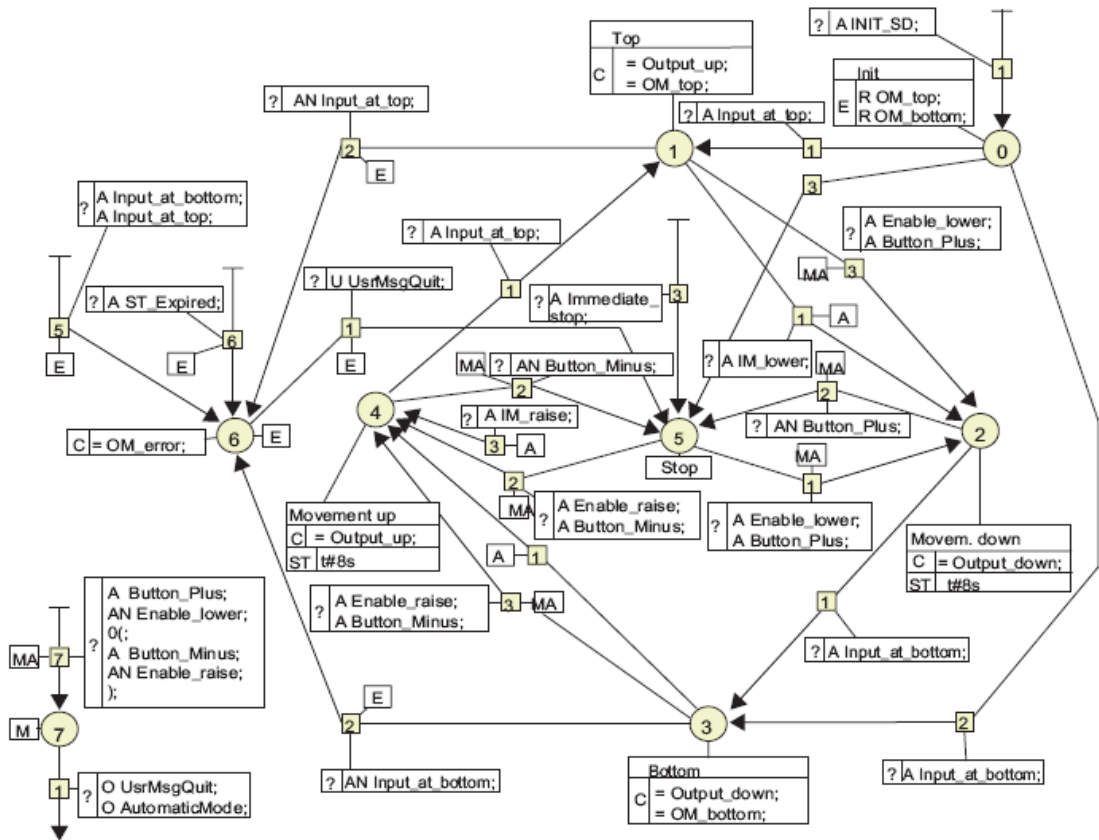 ? A INIT_SD;
1
Top
C = Output_up;
= OM_top;
Init
E R OM_top;
R OM_bottom;
? AN Input_at_top;
? A Input_at_top;
2
E
1
1
0
3
? A Input_at_bottom;
A Input_at_top;
? A Enable_lower;
A Button_Plus;
? A Input_at_top;
MA 3
? U UsrMsgQuit;
? A ST_Expired;
1
? A Immediate_
stop;
3
5
E
6
E
1
E
1 A
MA ? AN Button_Minus;
2
? A IM_lower;
MA
2
4
? A IM_raise;
3 A
? AN Button_Plus;
C = OM_error;
6 E
5
Stop
2
MA
1
2
MA
? A Enable_raise;
A Button_Minus;
? A Enable_lower;
A Button_Plus;
Movement up
C = Output_up;
ST t#8s
Movem. down
C = Output_down;
ST t#8s
A 1
? A Enable_raise;
A Button_Minus;
3 MA
1
? A Input_at_bottom;
MA 7
? A Button_Plus;
AN Enable_lower;
0(;
A Button_Minus;
AN Enable_raise;
);
M 7
E
2
3
2
? AN Input_at_bottom;
? A Input_at_bottom;
1
? O UsrMsgQuit;
O AutomaticMode;
Bottom
C = Output_down;
= OM_bottom;